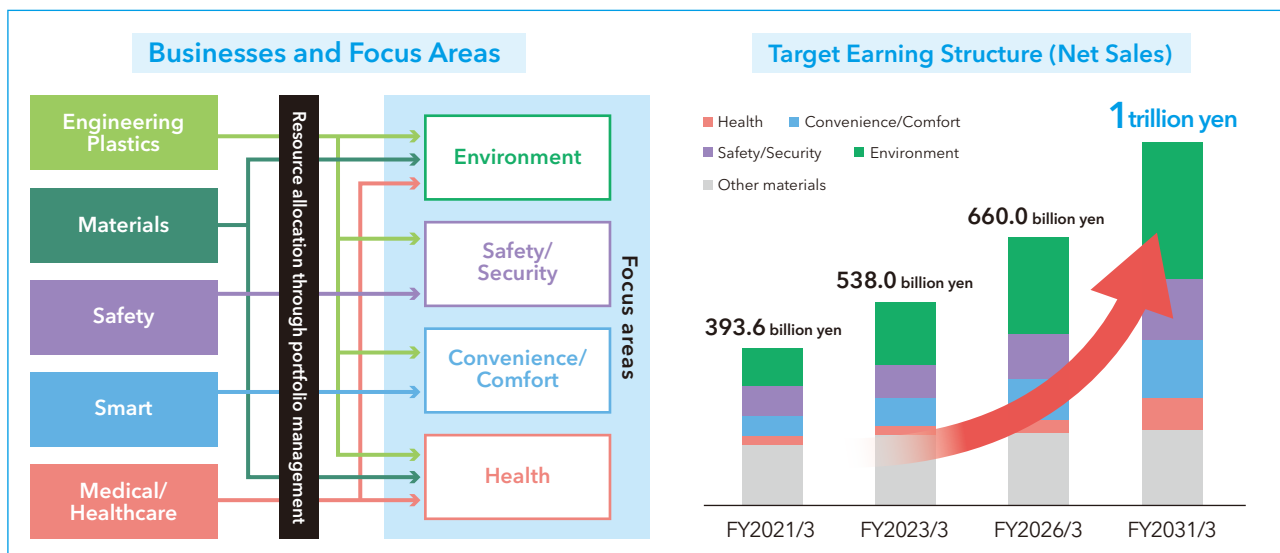 Businesses and Focus Areas
Engineering
Plastics
Materials
Safety
Smart
Medical/
Healthcare
Resource allocation through portfolio management
Environment
Safety/
Security
Convenience/
Comfort
Health
Focus areas
Target Earning Structure (Net Sales)
Health
Convenience/Comfort
Safety/Security
Environment
Other materials
1 trillion yen
660.0 billion yen
538.0 billion yen
393.6 billion yen
FY2021/3
FY2023/3
FY2026/3
FY2031/3